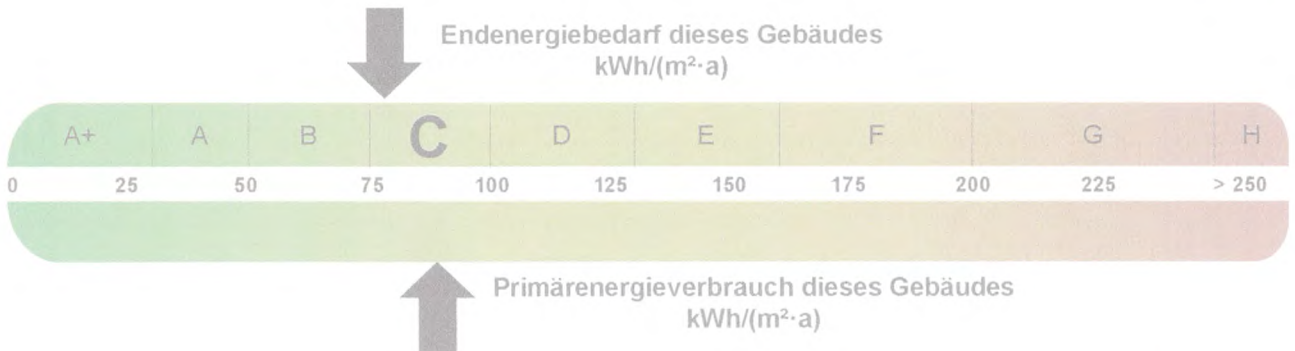 Endenergiebedarf dieses Gebäudes
kWh/(m²·a)
A+ A B C D E F G H
0 25 50 75 100 125 150 175 200 225 > 250
Primärenergieverbrauch dieses Gebäudes
kWh/(m²·a)